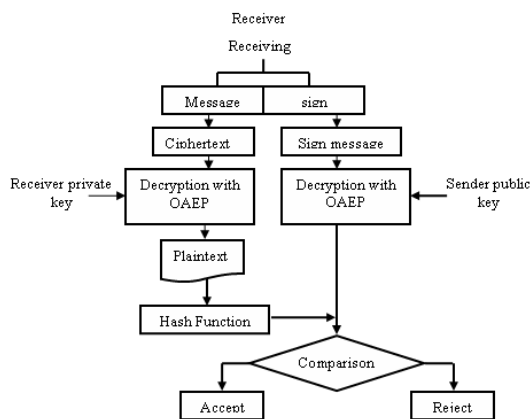 Receiver
Receiving
Message sign
Ciphertext Sign message
Receiver private
key
Decryption with
OAEP
Decryption with
OAEP
Sender public
key
Plaintext
Hash Function
Comparison
Accept Reject